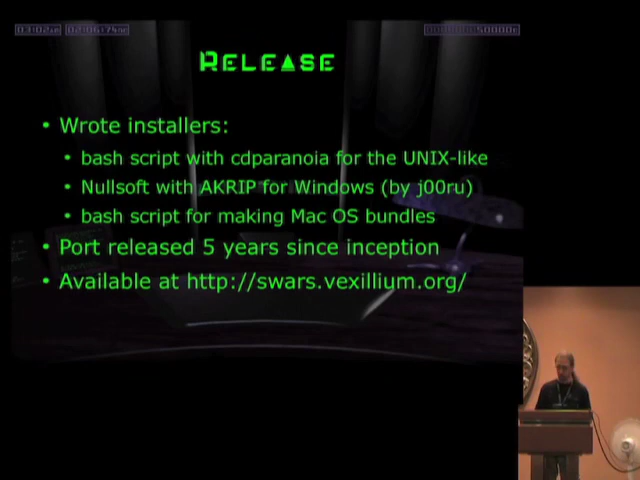 RELEASE
• Wrote installers:
• bash script with cdparanoia for the UNIX-like
• Nullsoft with AKRIP for Windows (by j00ru)
• bash script for making Mac OS bundles
• Port released 5 years since inception
• Available at http://swars.vexillium.org/